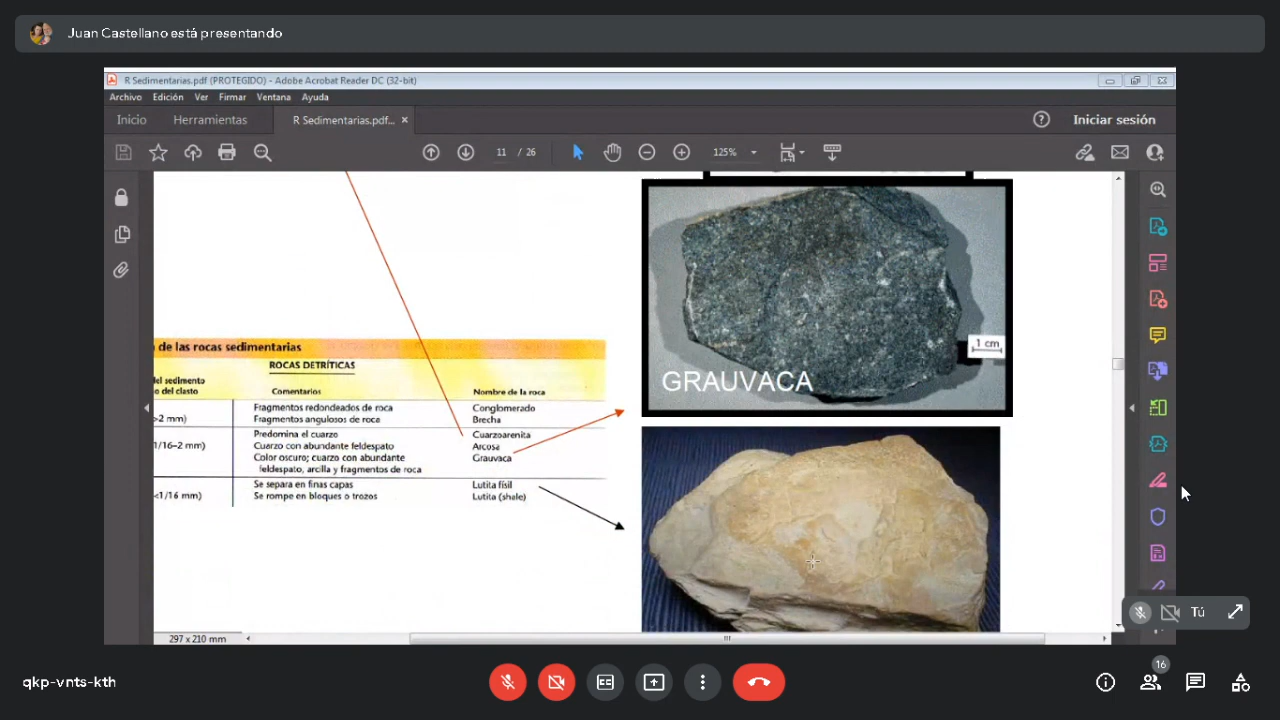 Juan Castellano está presentando
R Sedimentarias.pdf (PROTEGIDO) - Adobe Acrobat Reader DC (32-bit)
Archivo Edición Ver Firmar Ventana Ayuda
Inicio Herramientas R Sedimentarias.pdf... × Iniciar sesión
11 / 26 125%
de las rocas sedimentarias
ROCAS DETRÍTICAS
del sedimento
o del clasto Comentarios Nombre de la roca
>2 mm) Fragmentos redondeados de roca Conglomerado
Fragmentos angulosos de roca Brecha
Predomina el cuarzo Cuarzoarenita
1/16–2 mm) Cuarzo con abundante feldespato Arcosa
Color oscuro; cuarzo con abundante Grauvaca
feldespato, arcilla y fragmentos de roca
Se separa en finas capas Lutita físil
<1/16 mm) Se rompe en bloques o trozos Lutita (shale)
1 cm
GRAUVACA
297 x 210 mm
Tú
qkp-vnts-kth
16